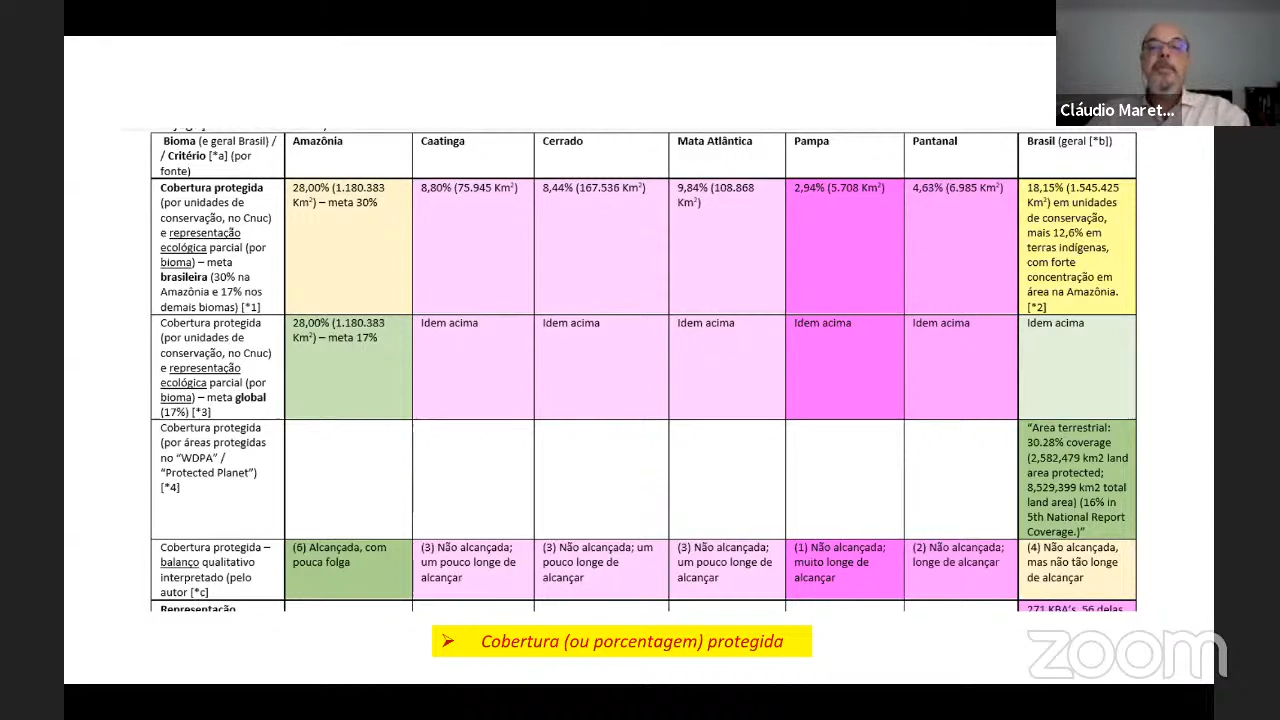 Cláudio Maret...
Bioma (e geral Brasil) /
/ Critério [*a] (por
fonte)
Amazônia
Caatinga
Cerrado
Mata Atlântica
Pampa
Pantanal
Brasil (geral [*b])
Cobertura protegida
(por unidades de
conservação, no Cnuc)
e representação
ecológica parcial (por
bioma) – meta
brasileira (30% na
Amazônia e 17% nos
demais biomas) [*1]
28,00% (1.180.383
Km²) – meta 30%
8,80% (75.945 Km²)
8,44% (167.536 Km²)
9,84% (108.868
Km²)
2,94% (5.708 Km²)
4,63% (6.985 Km²)
18,15% (1.545.425
Km²) em unidades
de conservação,
mais 12,6% em
terras indígenas,
com forte
concentração em
área na Amazônia.
[*2]
Cobertura protegida
(por unidades de
conservação, no Cnuc)
e representação
ecológica parcial (por
bioma) – meta global
(17%) [*3]
28,00% (1.180.383
Km²) – meta 17%
Idem acima
Idem acima
Idem acima
Idem acima
Idem acima
Idem acima
Cobertura protegida
(por áreas protegidas
no “WDPA” /
“Protected Planet”)
[*4]
“Area terrestrial:
30.28% coverage
(2,582,479 km2 land
area protected;
8,529,399 km2 total
land area) (16% in
5th National Report
Coverage.)”
Cobertura protegida –
balanço qualitativo
interpretado (pelo
autor [*c]
(6) Alcançada, com
pouca folga
(3) Não alcançada;
um pouco longe de
alcançar
(3) Não alcançada; um
pouco longe de
alcançar
(3) Não alcançada;
um pouco longe de
alcançar
(1) Não alcançada;
muito longe de
alcançar
(2) Não alcançada;
longe de alcançar
(4) Não alcançada,
mas não tão longe
de alcançar
Representação
271 KBA's, 56 delas
➢ Cobertura (ou porcentagem) protegida
zoom